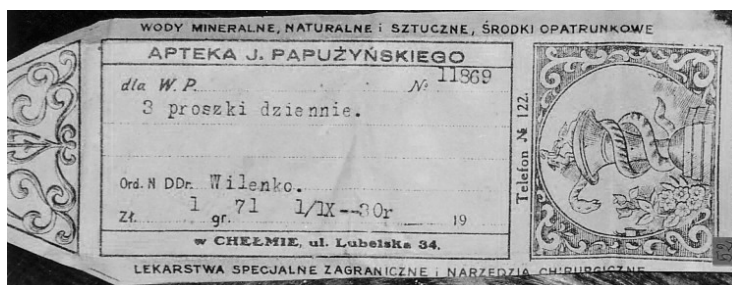 WODY MINERALNE, NATURALNE i SZTUCZNE, ŚRODKI OPATRUNKOWE
APTEKA J. PAPUŻYŃSKIEGO
dla W. P. № 11869
3 proszki dziennie.
Ord. N DDr. Wilenko.
Zł. 1 gr. 71 1/IX--30r 19
w CHEŁMIE, ul. Lubelska 34.
LEKARSTWA SPECJALNE ZAGRANICZNE i NARZĘDZIA CHIRURGICZNE
Telefon № 122.
52